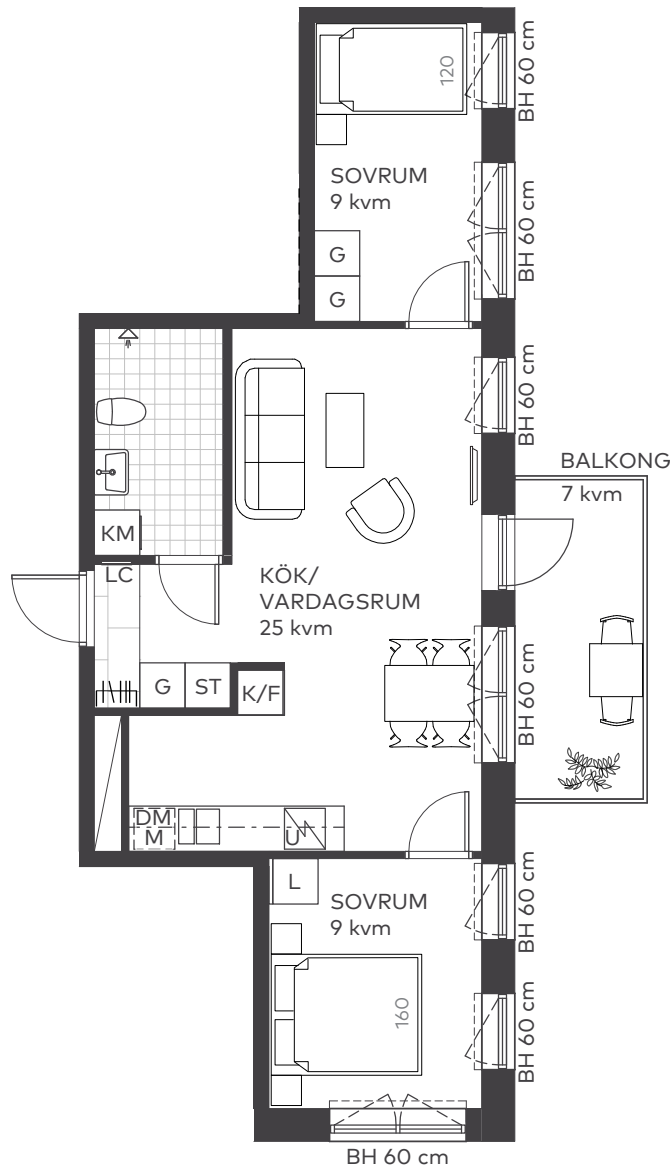 BH 60 cm
120
SOVRUM
9 kvm
BH 60 cm
G
G
BH 60 cm
BALKONG
7 kvm
KM
LC
KÖK/
VARDAGSRUM
25 kvm
G
ST
K/F
BH 60 cm
DM
M
U
L
SOVRUM
9 kvm
BH 60 cm
160
BH 60 cm
BH 60 cm